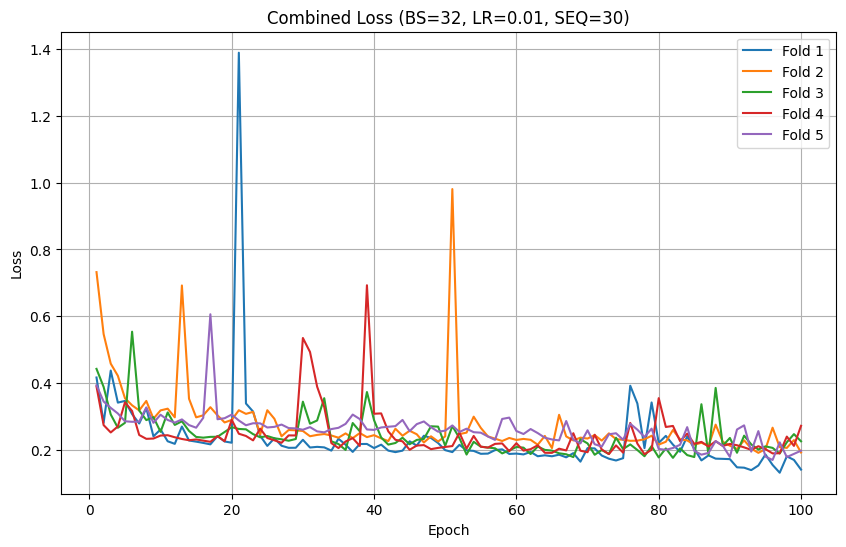 Combined Loss (BS=32, LR=0.01, SEQ=30)
Fold 1
Fold 2
Fold 3
Fold 4
Fold 5
Loss
1.4
1.2
1.0
0.8
0.6
0.4
0.2
0 20 40 60 80 100
Epoch